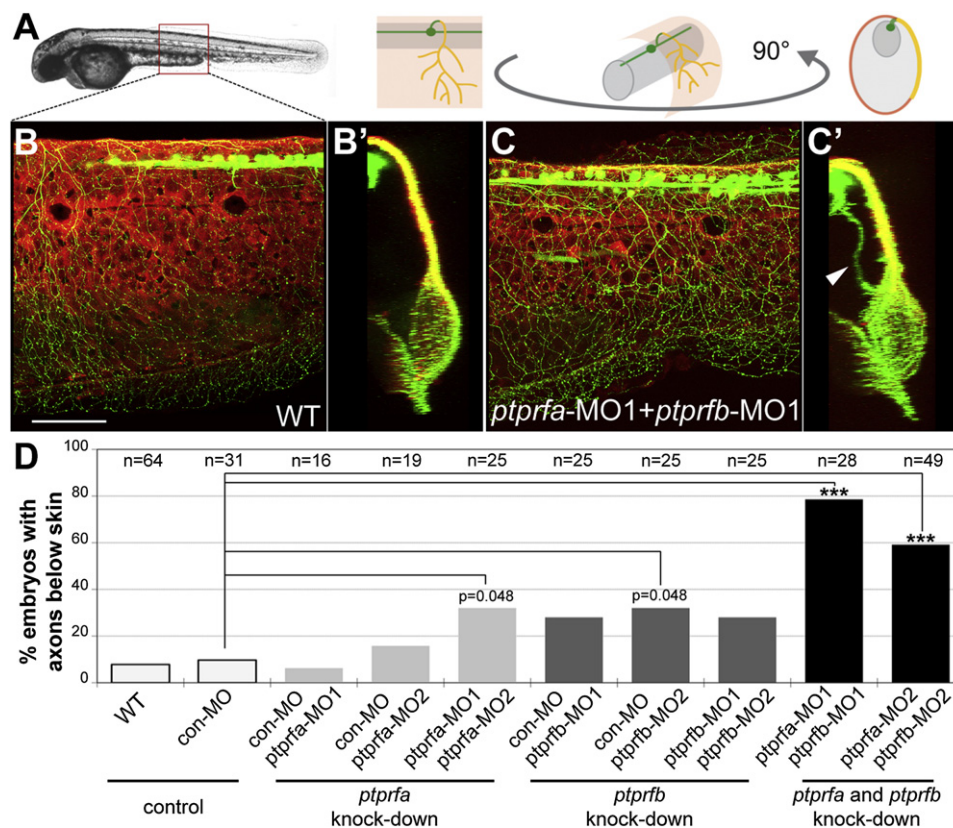 A
90°
B
B'
C
C'
WT
ptprfa-MO1+ptprfb-MO1
D
% embryos with
axons below skin
100
80
60
40
20
0
n=64 n=31 n=16 n=19 n=25 n=25 n=25 n=25 n=28 n=49
*** ***
p=0.048 p=0.048
WT
con-MO
con-MO
ptprfa-MO1
con-MO
ptprfa-MO2
ptprfa-MO1
ptprfa-MO2
con-MO
ptprfb-MO1
con-MO
ptprfb-MO2
ptprfb-MO1
ptprfb-MO2
ptprfa-MO1
ptprfb-MO1
ptprfa-MO2
ptprfb-MO2
control
ptprfa
knock-down
ptprfb
knock-down
ptprfa and ptprfb
knock-down